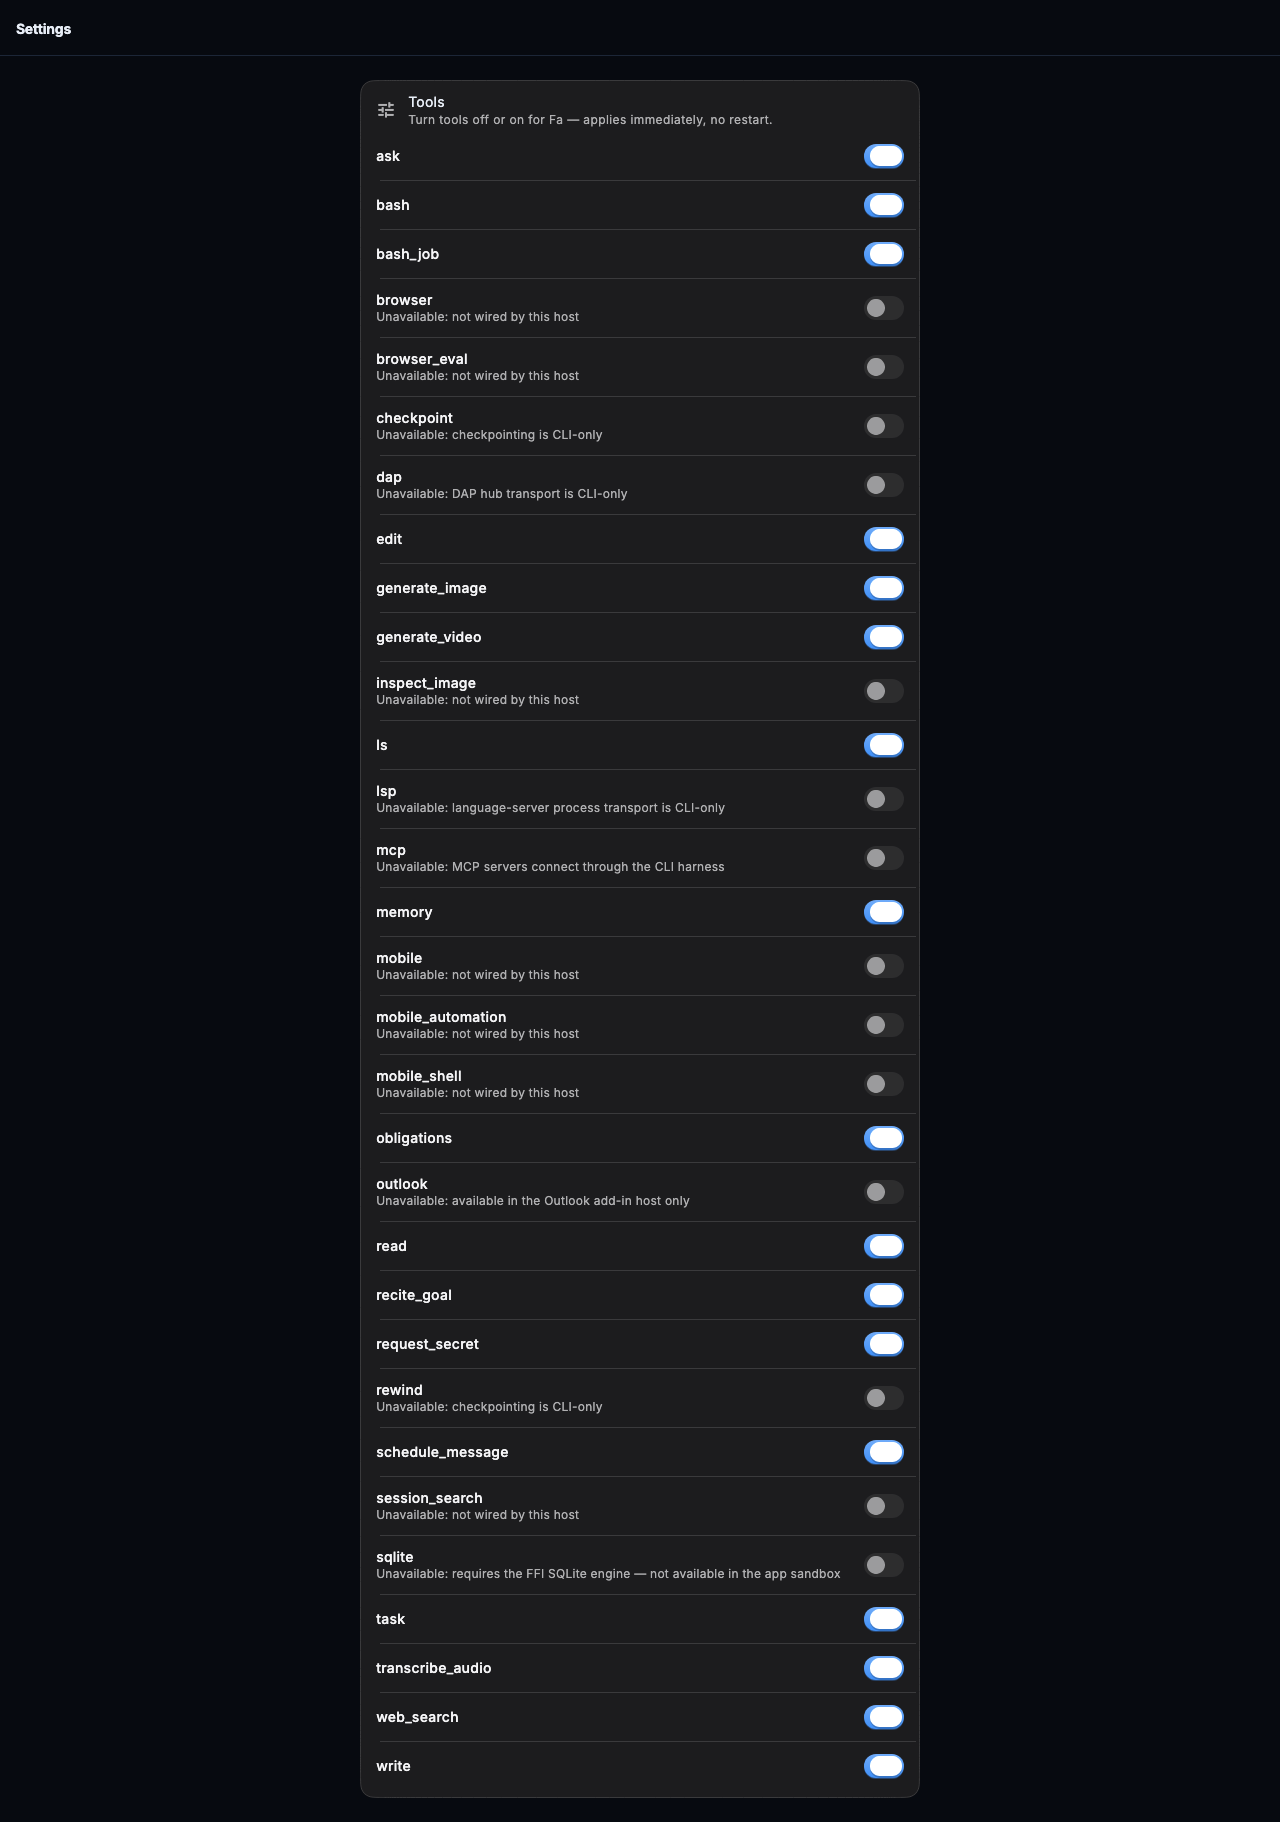 Settings
Tools
Turn tools off or on for Fa — applies immediately, no restart.
ask
bash
bash_job
browser
Unavailable: not wired by this host
browser_eval
Unavailable: not wired by this host
checkpoint
Unavailable: checkpointing is CLI-only
dap
Unavailable: DAP hub transport is CLI-only
edit
generate_image
generate_video
inspect_image
Unavailable: not wired by this host
ls
lsp
Unavailable: language-server process transport is CLI-only
mcp
Unavailable: MCP servers connect through the CLI harness
memory
mobile
Unavailable: not wired by this host
mobile_automation
Unavailable: not wired by this host
mobile_shell
Unavailable: not wired by this host
obligations
outlook
Unavailable: available in the Outlook add-in host only
read
recite_goal
request_secret
rewind
Unavailable: checkpointing is CLI-only
schedule_message
session_search
Unavailable: not wired by this host
sqlite
Unavailable: requires the FFI SQLite engine — not available in the app sandbox
task
transcribe_audio
web_search
write